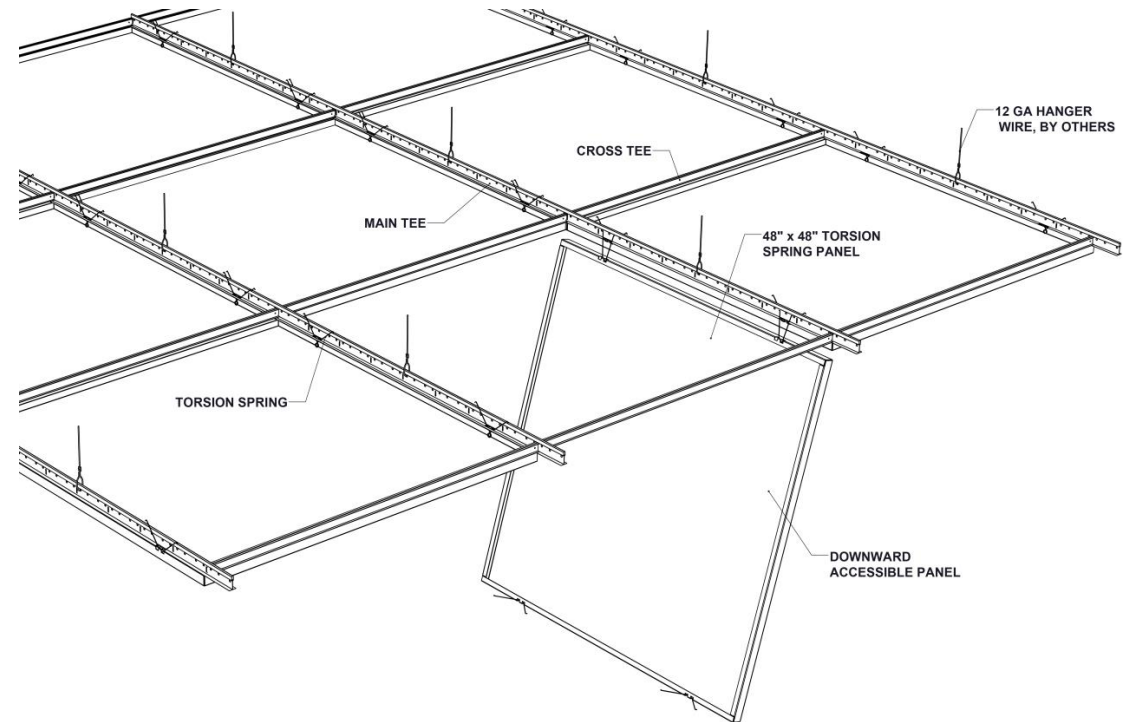 12 GA HANGER
WIRE, BY OTHERS
CROSS TEE
MAIN TEE
48" x 48" TORSION
SPRING PANEL
TORSION SPRING
DOWNWARD
ACCESSIBLE PANEL